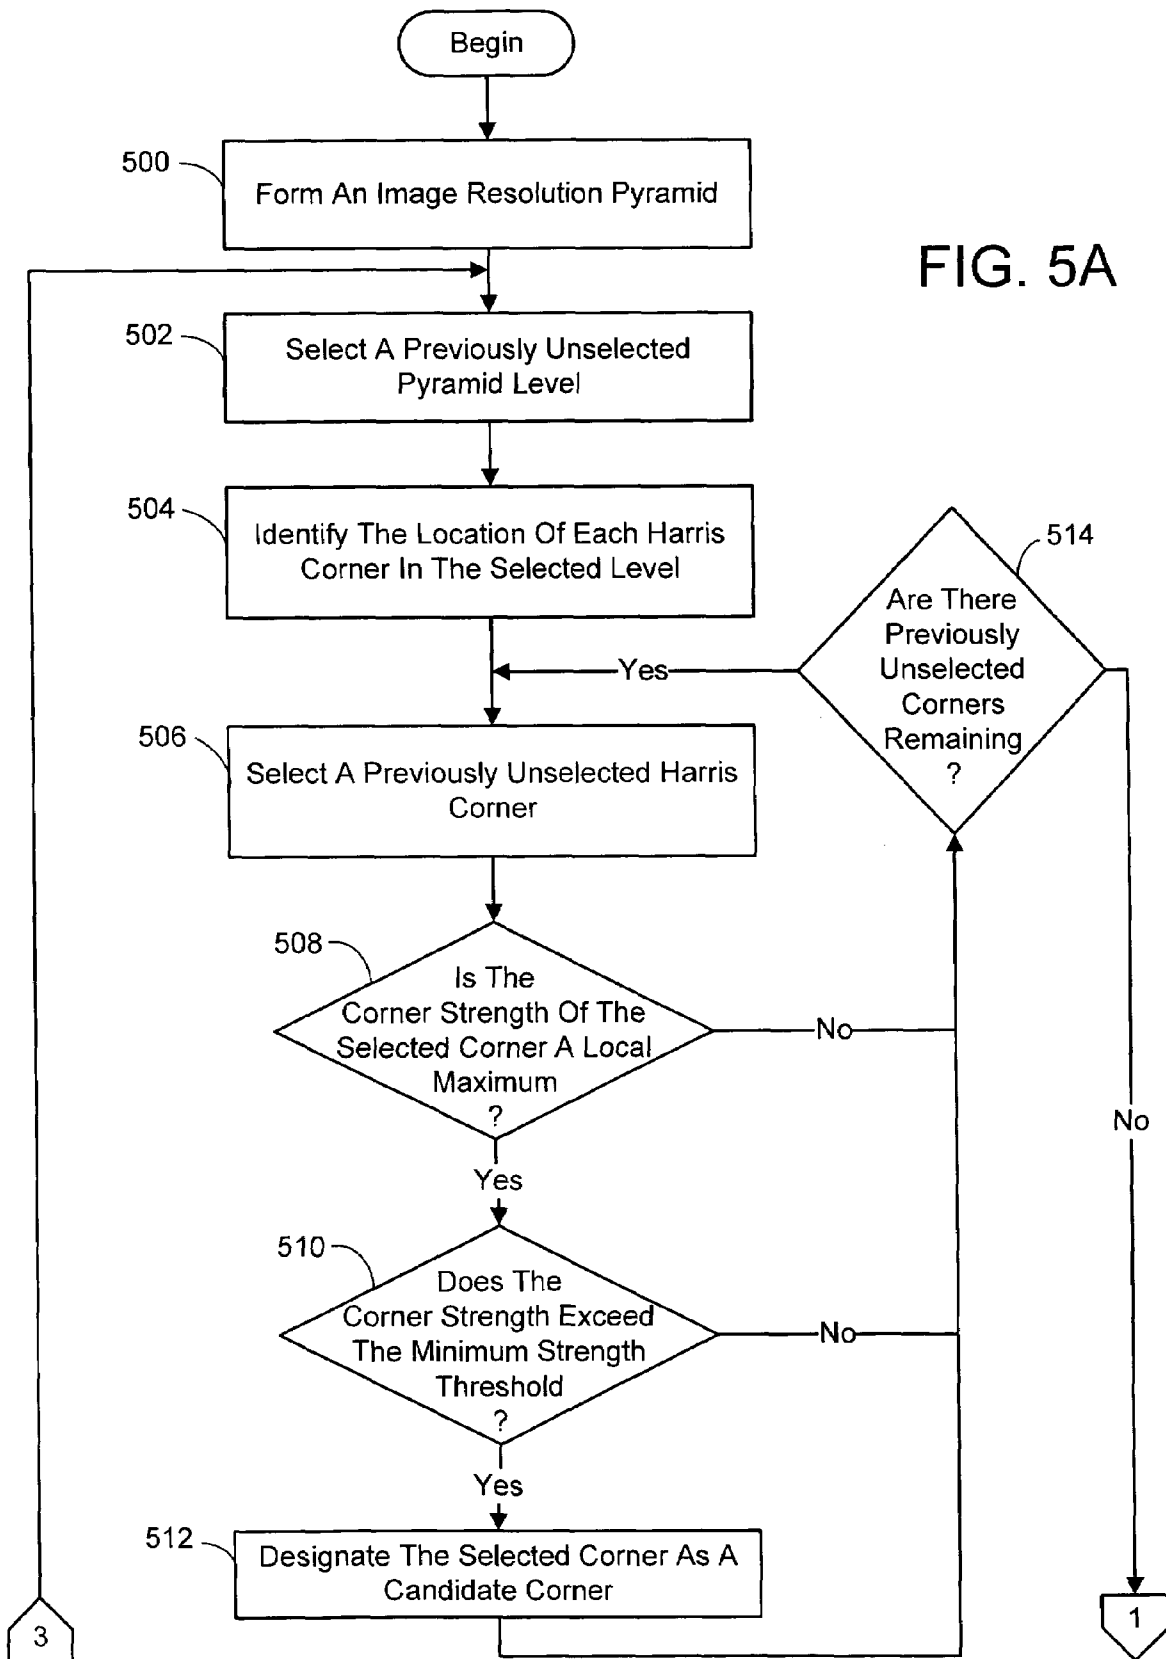 Begin
500
Form An Image Resolution Pyramid
FIG. 5A
502
Select A Previously Unselected
Pyramid Level
504
Identify The Location Of Each Harris
Corner In The Selected Level
514
Are There
Previously
Unselected
Corners
Remaining
?
Yes
506
Select A Previously Unselected Harris
Corner
508
Is The
Corner Strength Of The
Selected Corner A Local
Maximum
?
No
No
Yes
510
Does The
Corner Strength Exceed
The Minimum Strength
Threshold
?
No
Yes
512
Designate The Selected Corner As A
Candidate Corner
3
1